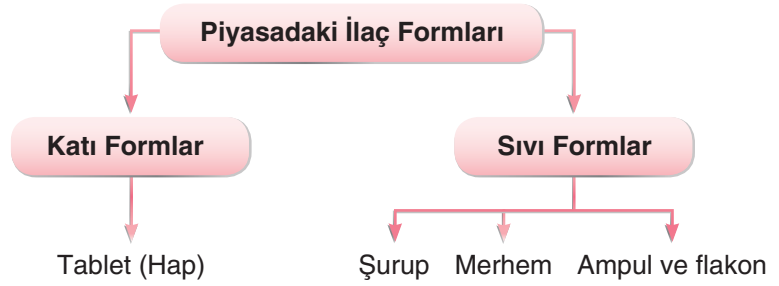 Piyasadaki İlaç Formları
Katı Formlar
Sıvı Formlar
Tablet (Hap)
Şurup
Merhem
Ampul ve flakon